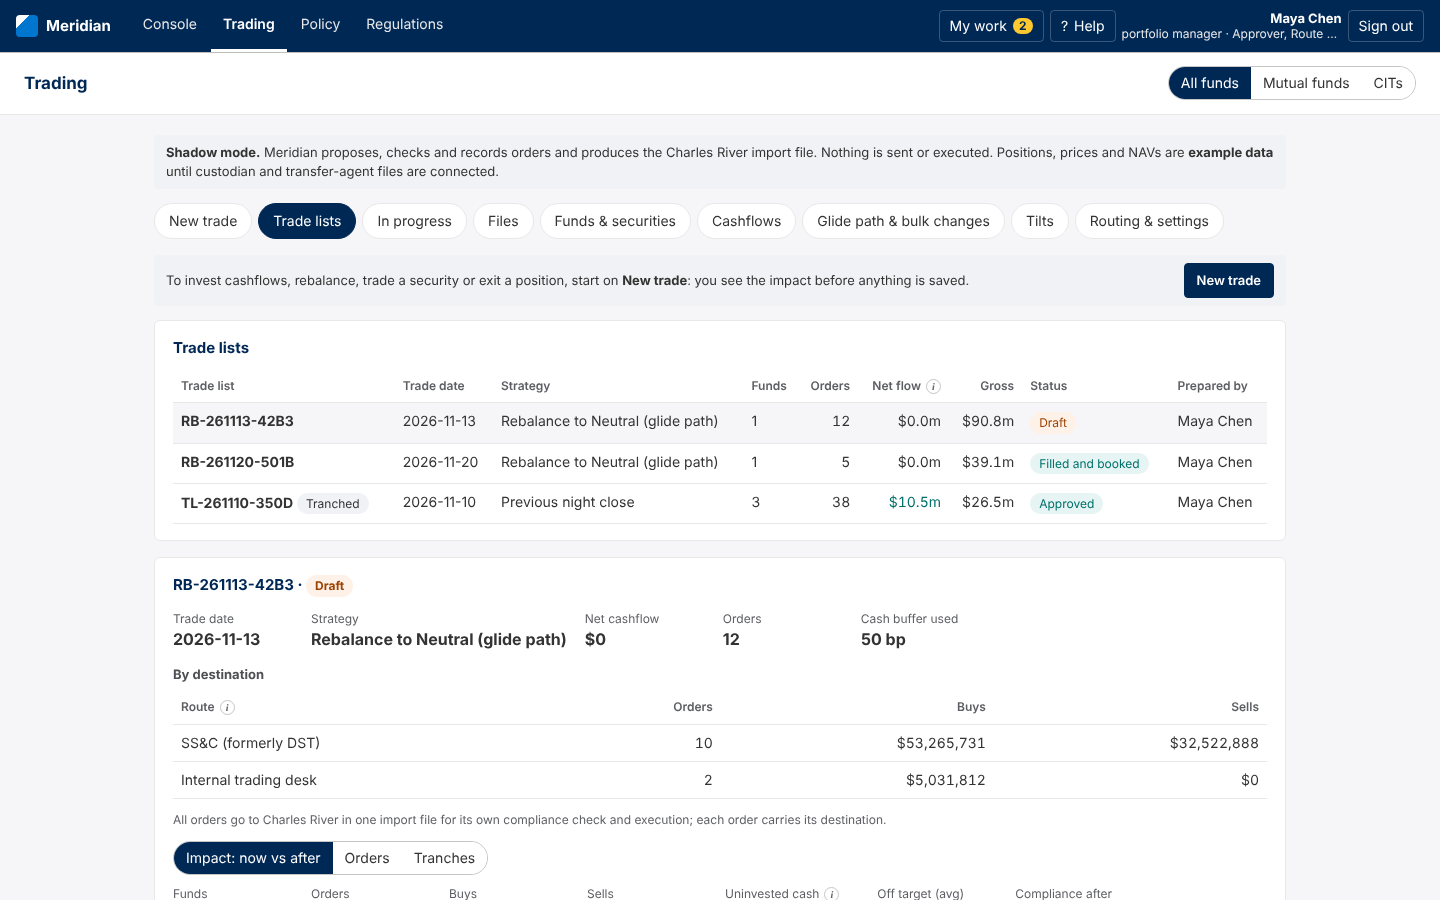 Meridian Console Trading Policy Regulations My work 2 ? Help Maya Chen Sign out
portfolio manager · Approver, Route ...
Trading All funds Mutual funds CITs
Shadow mode. Meridian proposes, checks and records orders and produces the Charles River import file. Nothing is sent or executed. Positions, prices and NAVs are example data
until custodian and transfer-agent files are connected.
New trade Trade lists In progress Files Funds & securities Cashflows Glide path & bulk changes Tilts Routing & settings
To invest cashflows, rebalance, trade a security or exit a position, start on New trade: you see the impact before anything is saved. New trade
Trade lists
Trade list Trade date Strategy Funds Orders Net flow i Gross Status Prepared by
RB-261113-42B3 2026-11-13 Rebalance to Neutral (glide path) 1 12 $0.0m $90.8m Draft Maya Chen
RB-261120-501B 2026-11-20 Rebalance to Neutral (glide path) 1 5 $0.0m $39.1m Filled and booked Maya Chen
TL-261110-350D Tranched 2026-11-10 Previous night close 3 38 $10.5m $26.5m Approved Maya Chen
RB-261113-42B3 · Draft
Trade date Strategy Net cashflow Orders Cash buffer used
2026-11-13 Rebalance to Neutral (glide path) $0 12 50 bp
By destination
Route i Orders Buys Sells
SS&C (formerly DST) 10 $53,265,731 $32,522,888
Internal trading desk 2 $5,031,812 $0
All orders go to Charles River in one import file for its own compliance check and execution; each order carries its destination.
Impact: now vs after Orders Tranches
Funds Orders Buys Sells Uninvested cash i Off target (avg) Compliance after